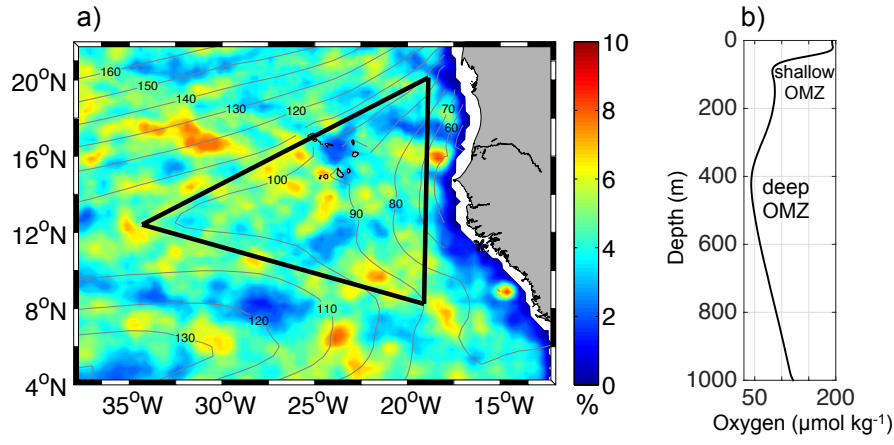 a)
b)
160
150
140
130
120
70
60
100
80
90
110
120
130
20°N
16°N
12°N
8°N
4°N
35°W
30°W
25°W
20°W
15°W
10
8
6
4
2
0
%
0
200
400
600
800
1000
Depth (m)
shallow
OMZ
deep
OMZ
50
200
Oxygen (µmol kg⁻¹)